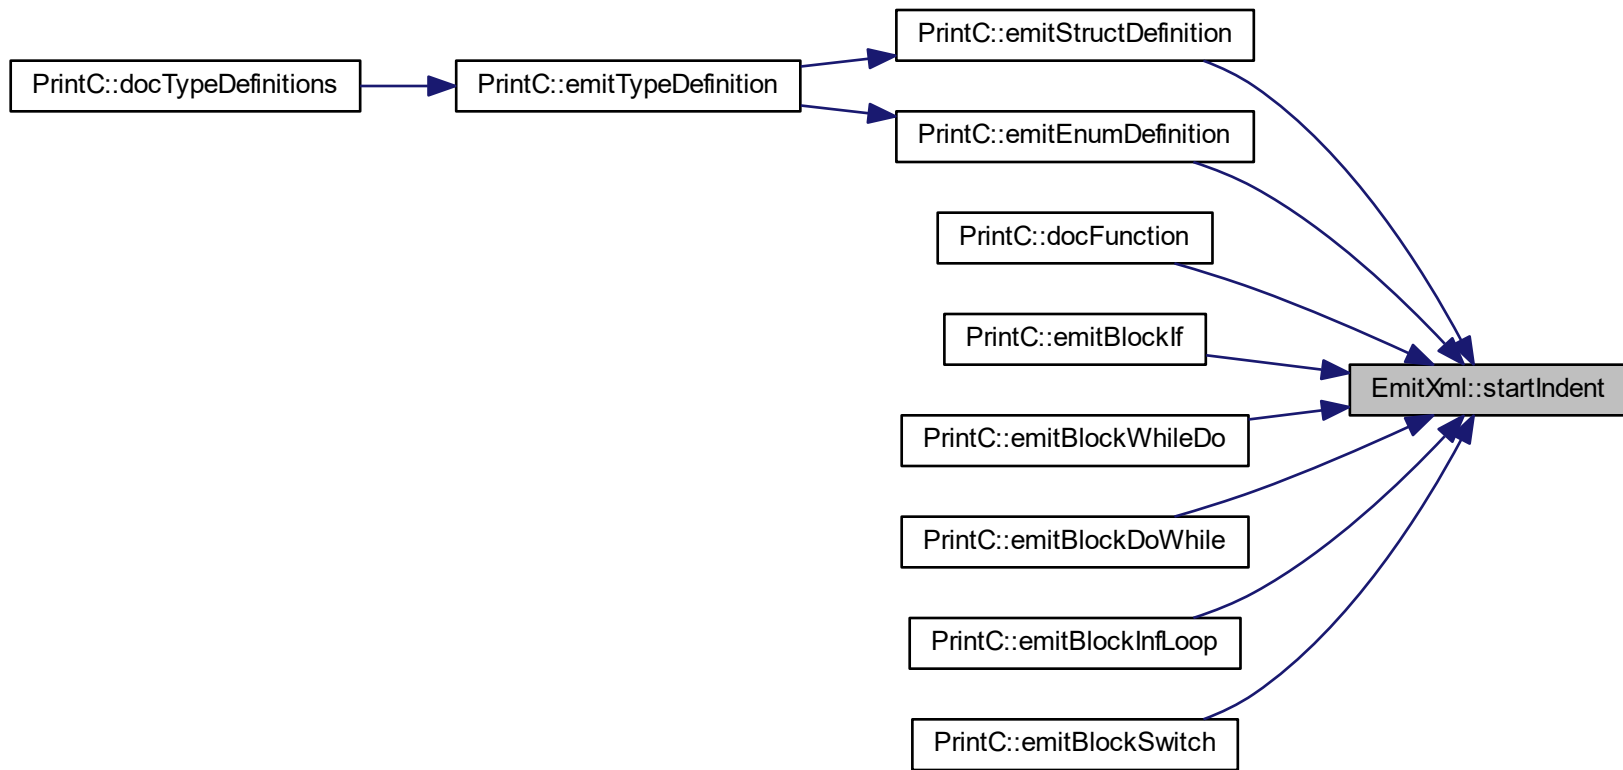 PrintC::emitStructDefinition
PrintC::docTypeDefinitions
PrintC::emitTypeDefinition
PrintC::emitEnumDefinition
PrintC::docFunction
PrintC::emitBlockIf
EmitXml::startIndent
PrintC::emitBlockWhileDo
PrintC::emitBlockDoWhile
PrintC::emitBlockInfLoop
PrintC::emitBlockSwitch